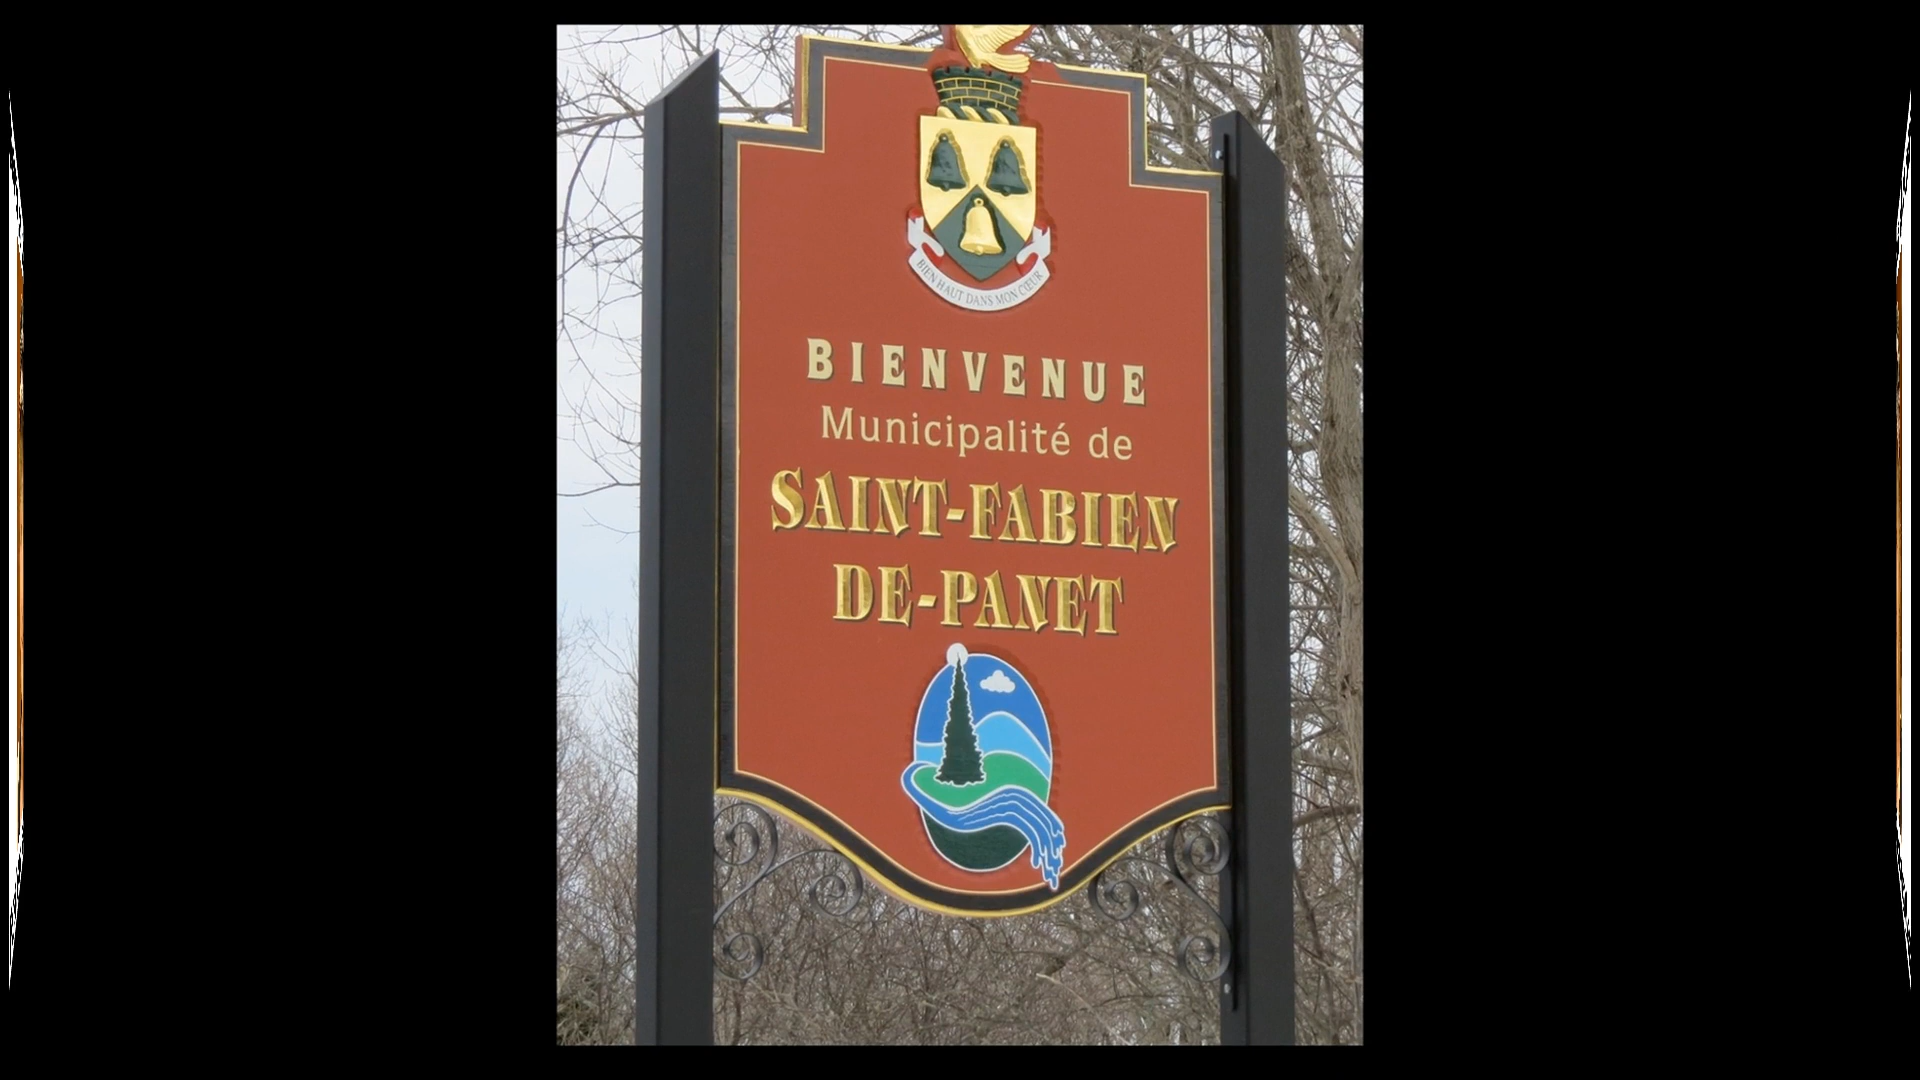 BIEN HAUT DANS MON CŒUR
BIENVENUE
Municipalité de
SAINT-FABIEN
DE-PANET